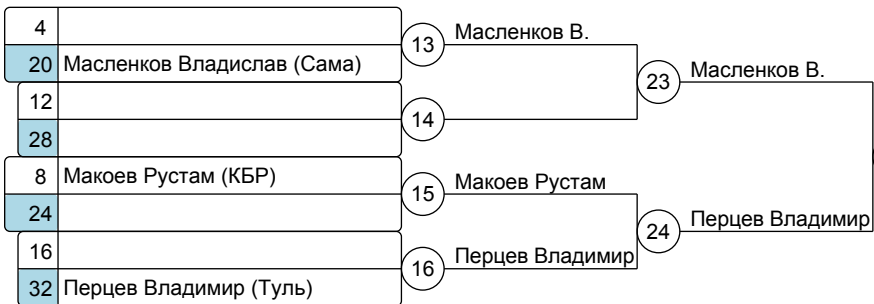 4
20 Масленков Владислав (Сама)
13 Масленков В.
12
28
14
23 Масленков В.
8 Макоев Рустам (КБР)
24
15 Макоев Рустам
16
32 Перцев Владимир (Туль)
16 Перцев Владимир
24 Перцев Владимир